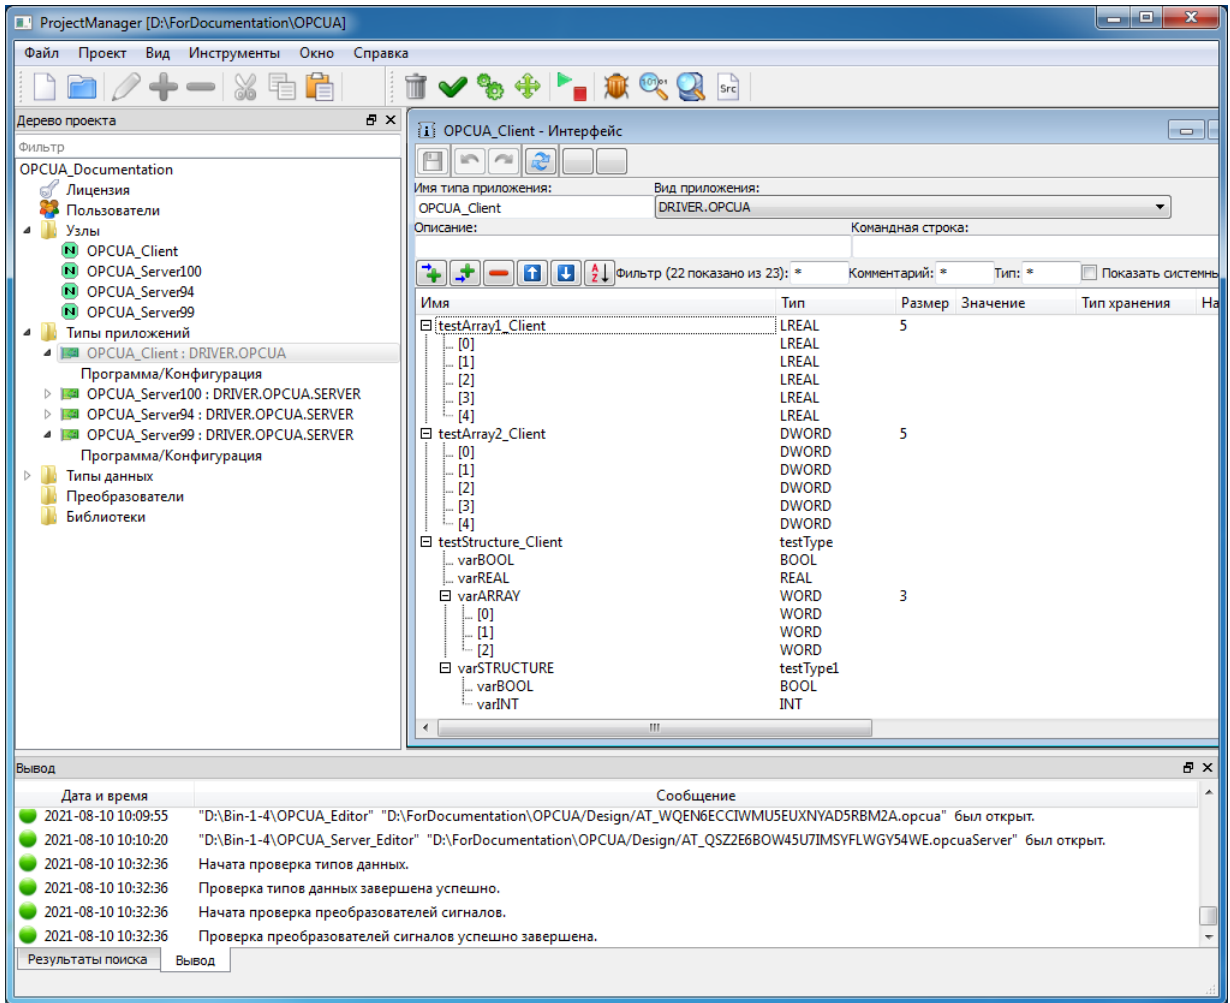 ProjectManager [D:\ForDocumentation\OPCUA]
Файл Проект Вид Инструменты Окно Справка
Src
Дерево проекта
Фильтр
OPCUA_Documentation
Лицензия
Пользователи
Узлы
OPCUA_Client
OPCUA_Server100
OPCUA_Server94
OPCUA_Server99
Типы приложений
OPCUA_Client : DRIVER.OPCUA
Программа/Конфигурация
OPCUA_Server100 : DRIVER.OPCUA.SERVER
OPCUA_Server94 : DRIVER.OPCUA.SERVER
OPCUA_Server99 : DRIVER.OPCUA.SERVER
Программа/Конфигурация
Типы данных
Преобразователи
Библиотеки
OPCUA_Client - Интерфейс
Имя типа приложения: Вид приложения:
OPCUA_Client DRIVER.OPCUA
Описание: Командная строка:
Фильтр (22 показано из 23): * Комментарий: * Тип: * Показать системны
Имя Тип Размер Значение Тип хранения На
testArray1_Client LREAL 5
[0] LREAL
[1] LREAL
[2] LREAL
[3] LREAL
[4] LREAL
testArray2_Client DWORD 5
[0] DWORD
[1] DWORD
[2] DWORD
[3] DWORD
[4] DWORD
testStructure_Client testType
varBOOL BOOL
varREAL REAL
varARRAY WORD 3
[0] WORD
[1] WORD
[2] WORD
varSTRUCTURE testType1
varBOOL BOOL
varINT INT
Вывод
Дата и время Сообщение
2021-08-10 10:09:55 "D:\Bin-1-4\OPCUA_Editor" "D:\ForDocumentation\OPCUA/Design/AT_WQEN6ECCIWMU5EUXNYAD5RBM2A.opcua" был открыт.
2021-08-10 10:10:20 "D:\Bin-1-4\OPCUA_Server_Editor" "D:\ForDocumentation\OPCUA/Design/AT_QSZ2E6BOW45U7IMSYFLWGY54WE.opcuaServer" был открыт.
2021-08-10 10:32:36 Начата проверка типов данных.
2021-08-10 10:32:36 Проверка типов данных завершена успешно.
2021-08-10 10:32:36 Начата проверка преобразователей сигналов.
2021-08-10 10:32:36 Проверка преобразователей сигналов успешно завершена.
Результаты поиска Вывод